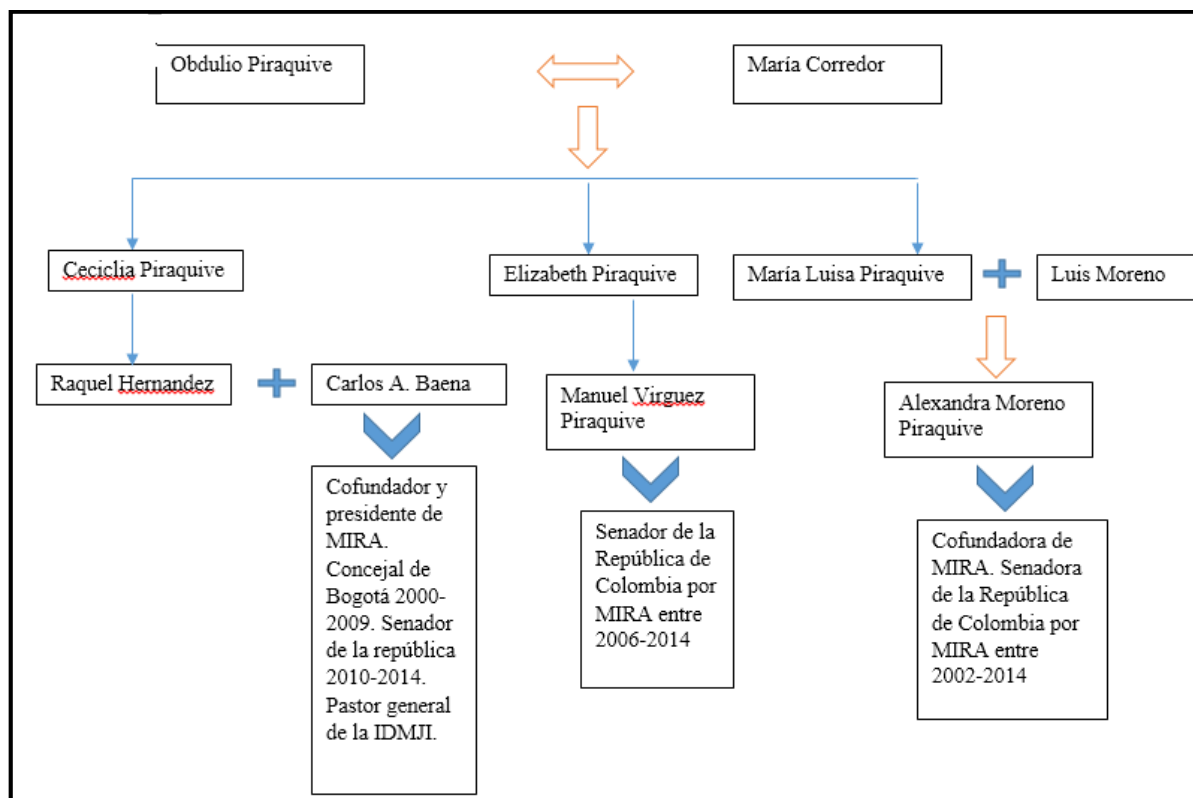 Obdulio Piraquive
María Corredor
Ceciclia Piraquive
Elizabeth Piraquive
María Luisa Piraquive
Luis Moreno
Raquel Hernandez
Carlos A. Baena
Manuel Virguez
Piraquive
Alexandra Moreno
Piraquive
Cofundador y
presidente de
MIRA.
Concejal de
Bogotá 2000-
2009. Senador
de la república
2010-2014.
Pastor general
de la IDMJI.
Senador de la
República de
Colombia por
MIRA entre
2006-2014
Cofundadora de
MIRA. Senadora
de la República
de Colombia por
MIRA entre
2002-2014